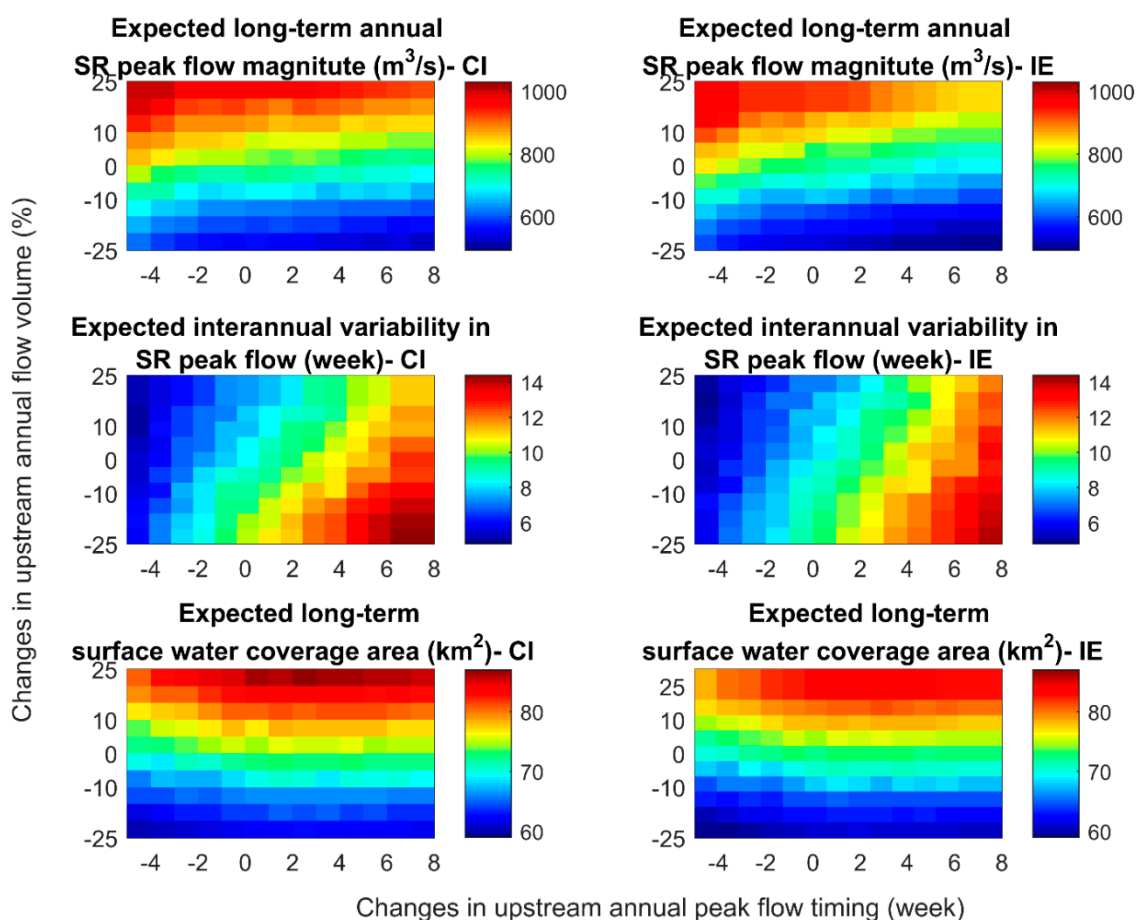 Expected long-term annual
SR peak flow magnitute (m³/s)- CI
25
10
0
-10
-25
-4 -2 0 2 4 6 8
1000
800
600
Expected long-term annual
SR peak flow magnitute (m³/s)- IE
25
10
0
-10
-25
-4 -2 0 2 4 6 8
1000
800
600
Changes in upstream annual flow volume (%)
Expected interannual variability in
SR peak flow (week)- CI
25
10
0
-10
-25
-4 -2 0 2 4 6 8
14
12
10
8
6
Expected interannual variability in
SR peak flow (week)- IE
25
10
0
-10
-25
-4 -2 0 2 4 6 8
14
12
10
8
6
Expected long-term
surface water coverage area (km²)- CI
25
10
0
-10
-25
-4 -2 0 2 4 6 8
80
70
60
Expected long-term
surface water coverage area (km²)- IE
25
10
0
-10
-25
-4 -2 0 2 4 6 8
80
70
60
Changes in upstream annual peak flow timing (week)